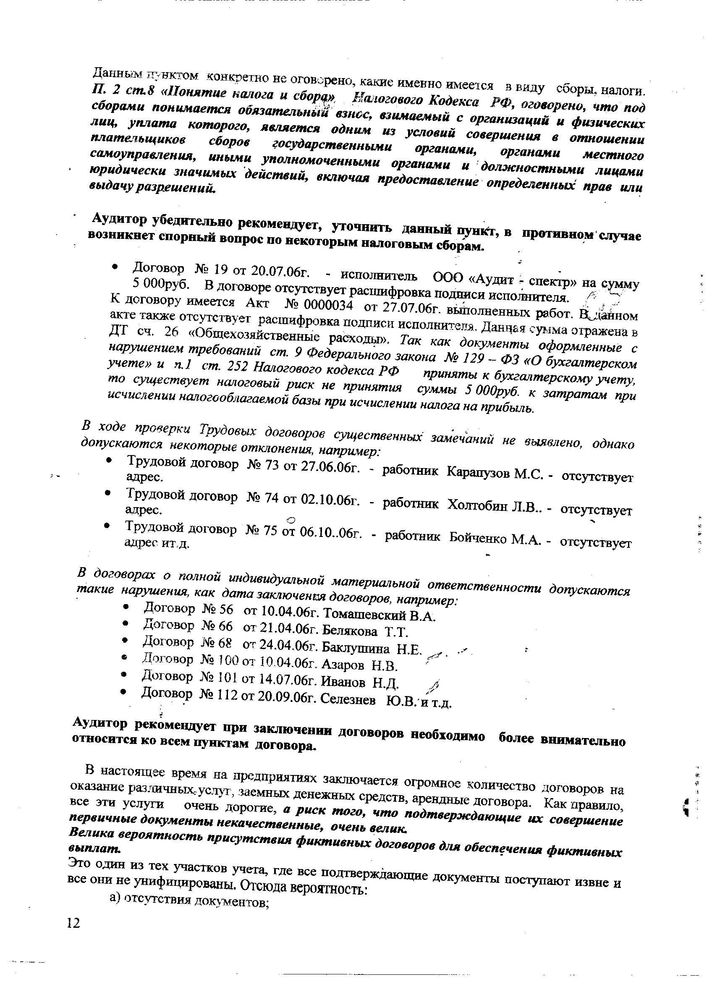 Данным пунктом конкретно не оговорено, какие именно имеется в виду сборы, налоги.
П. 2 ст.8 «Понятие налога и сбора» Налогового Кодекса РФ, оговорено, что под
сборами понимается обязательный взнос, взимаемый с организаций и физических
лиц, уплата которого, является одним из условий совершения в отношении
плательщиков сборов государственными органами, органами местного
самоуправления, иными уполномоченными органами и должностными лицами
юридически значимых действий, включая предоставление определенных прав или
выдачу разрешений.
Аудитор убедительно рекомендует, уточнить данный пункт, в противном случае
возникнет спорный вопрос по некоторым налоговым сборам.
• Договор № 19 от 20.07.06г. - исполнитель ООО «Аудит - спектр» на сумму
5 000руб. В договоре отсутствует расшифровка подписи исполнителя.
К договору имеется Акт № 0000034 от 27.07.06г. выполненных работ. В данном
акте также отсутствует расшифровка подписи исполнителя. Данная сумма отражена в
ДТ сч. 26 «Общехозяйственные расходы». Так как документы оформленные с
нарушением требований ст. 9 Федерального закона № 129 – ФЗ «О бухгалтерском
учете» и п.1 ст. 252 Налогового кодекса РФ приняты к бухгалтерскому учету,
то существует налоговый риск не принятия суммы 5 000руб. к затратам при
исчислении налогооблагаемой базы при исчислении налога на прибыль.
В ходе проверки Трудовых договоров существенных замечаний не выявлено, однако
допускаются некоторые отклонения, например:
• Трудовой договор № 73 от 27.06.06г. - работник Карапузов М.С. - отсутствует
адрес.
• Трудовой договор № 74 от 02.10.06г. - работник Холтобин Л.В.. - отсутствует
адрес.
• Трудовой договор № 75 от 06.10..06г. - работник Бойченко М.А. - отсутствует
адрес ит.д.
В договорах о полной индивидуальной материальной ответственности допускаются
такие нарушения, как дата заключения договоров, например:
• Договор № 56 от 10.04.06г. Томашевский В.А.
• Договор № 66 от 21.04.06г. Белякова Т.Т.
• Договор № 68 от 24.04.06г. Баклушина Н.Е.
• Договор № 100 от 10.04.06г. Азаров Н.В.
• Договор № 101 от 14.07.06г. Иванов Н.Д.
• Договор № 112 от 20.09.06г. Селезнев Ю.В. и т.д.
Аудитор рекомендует при заключении договоров необходимо более внимательно
относится ко всем пунктам договора.
В настоящее время на предприятиях заключается огромное количество договоров на
оказание различных услуг, заемных денежных средств, арендные договора. Как правило,
все эти услуги очень дорогие, а риск того, что подтверждающие их совершение
первичные документы некачественные, очень велик.
Велика вероятность присутствия фиктивных договоров для обеспечения фиктивных
выплат.
Это один из тех участков учета, где все подтверждающие документы поступают извне и
все они не унифицированы. Отсюда вероятность:
а) отсутствия документов;
12